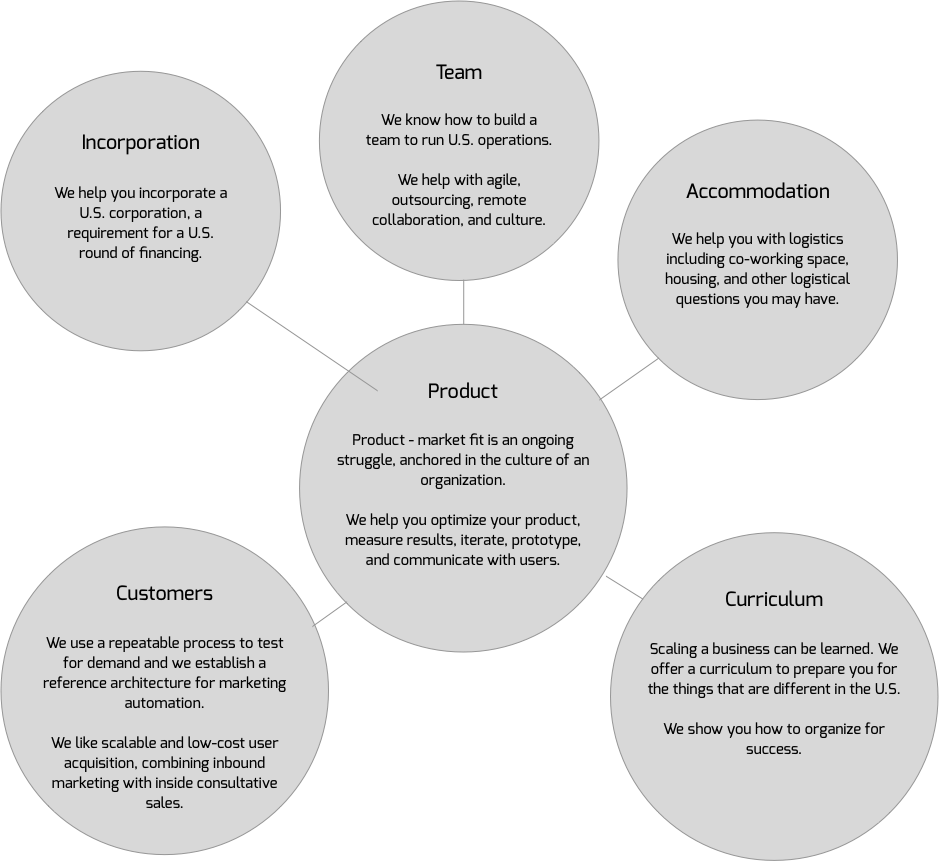 Team
We know how to build a
team to run U.S. operations.
We help with agile,
outsourcing, remote
collaboration, and culture.
Incorporation
We help you incorporate a
U.S. corporation, a
requirement for a U.S.
round of financing.
Accommodation
We help you with logistics
including co-working space,
housing, and other logistical
questions you may have.
Product
Product - market fit is an ongoing
struggle, anchored in the culture of an
organization.
We help you optimize your product,
measure results, iterate, prototype,
and communicate with users.
Customers
We use a repeatable process to test
for demand and we establish a
reference architecture for marketing
automation.
We like scalable and low-cost user
acquisition, combining inbound
marketing with inside consultative
sales.
Curriculum
Scaling a business can be learned. We
offer a curriculum to prepare you for
the things that are different in the U.S.
We show you how to organize for
success.